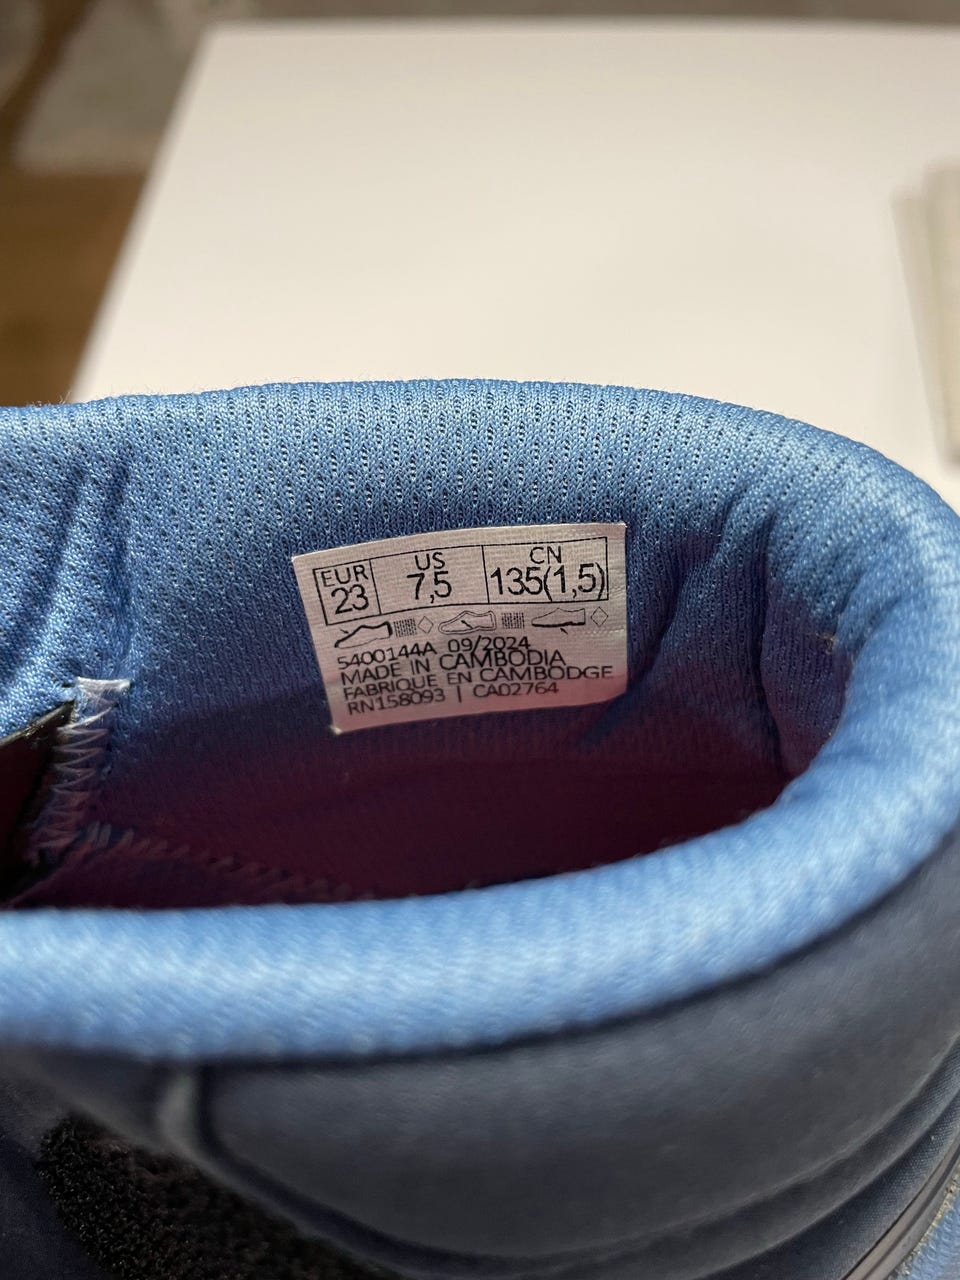 EUR US CN
23 7,5 135(1,5)
5400144A 09/2024
MADE IN CAMBODIA
FABRIQUE EN CAMBODGE
RN158093 | CA02764